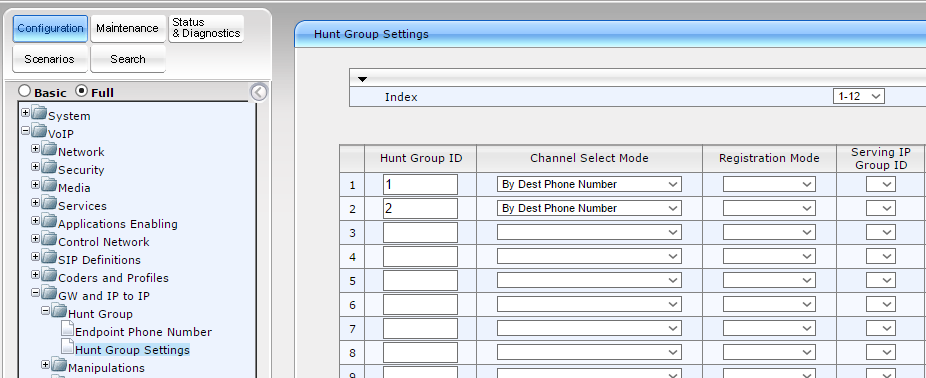 Configuration Maintenance Status & Diagnostics
Scenarios Search
Basic Full
System
VoIP
Network
Security
Media
Services
Applications Enabling
Control Network
SIP Definitions
Coders and Profiles
GW and IP to IP
Hunt Group
Endpoint Phone Number
Hunt Group Settings
Manipulations
Hunt Group Settings
Index 1-12
Hunt Group ID Channel Select Mode Registration Mode Serving IP Group ID
1 1 By Dest Phone Number
2 2 By Dest Phone Number
3
4
5
6
7
8
9